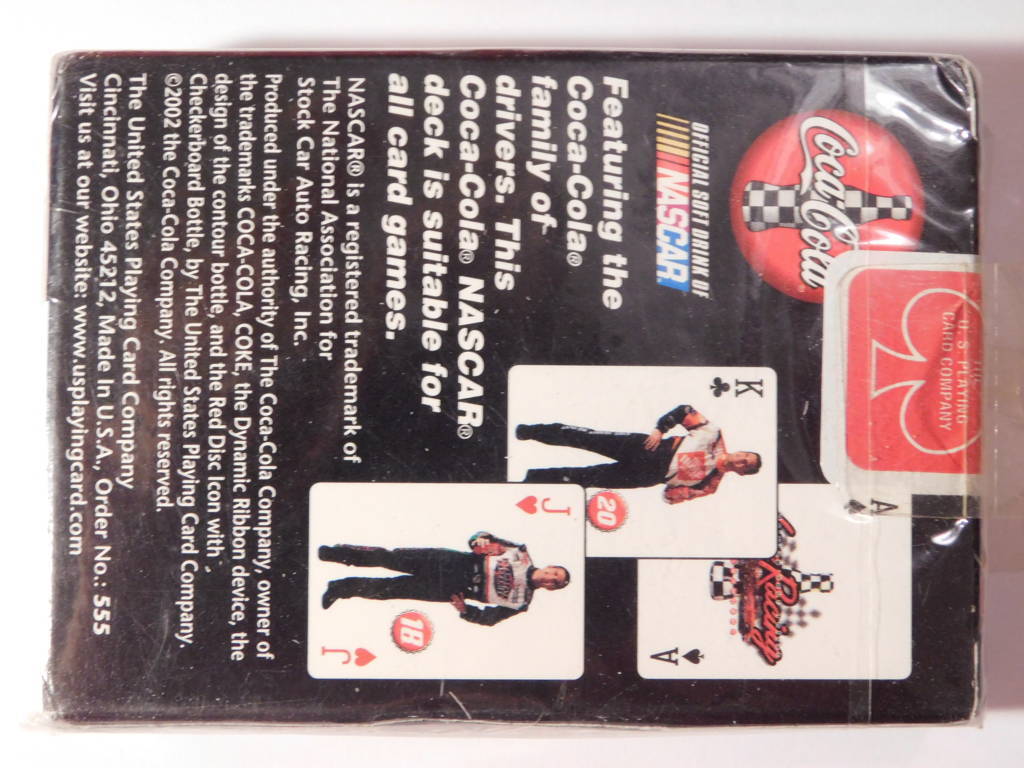 THE
U. S. PLAYING
CARD COMPANY
A
Coca-Cola
Racing
K
A
OFFICIAL SOFT DRINK OF
NASCAR
20
Featuring the
Coca-Cola®
family of
drivers. This
Coca-Cola® NASCAR®
deck is suitable for
all card games.
J
18
J
NASCAR® is a registered trademark of
The National Association for
Stock Car Auto Racing, Inc.
Produced under the authority of The Coca-Cola Company, owner of
the trademarks COCA-COLA, COKE, the Dynamic Ribbon device, the
design of the contour bottle, and the Red Disc Icon with
Checkerboard Bottle, by The United States Playing Card Company.
©2002 the Coca-Cola Company. All rights reserved.
The United States Playing Card Company
Cincinnati, Ohio 45212, Made In U.S.A., Order No.: 555
Visit us at our website: www.usplayingcard.com